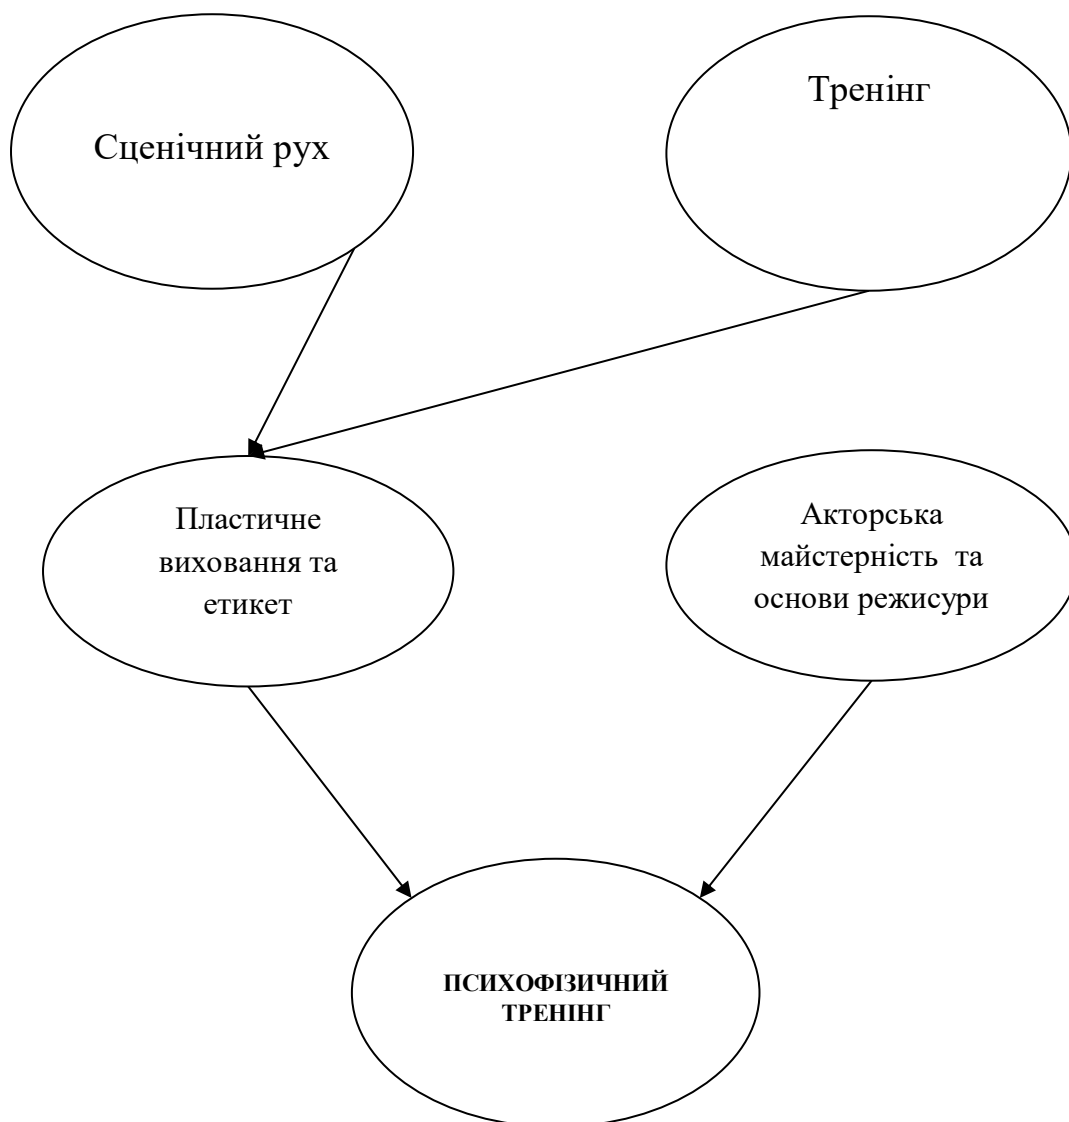 Сценічний рух
Тренінг
Пластичне
виховання та
етикет
Акторська
майстерність та
основи режисури
ПСИХОФІЗИЧНИЙ
ТРЕНІНГ